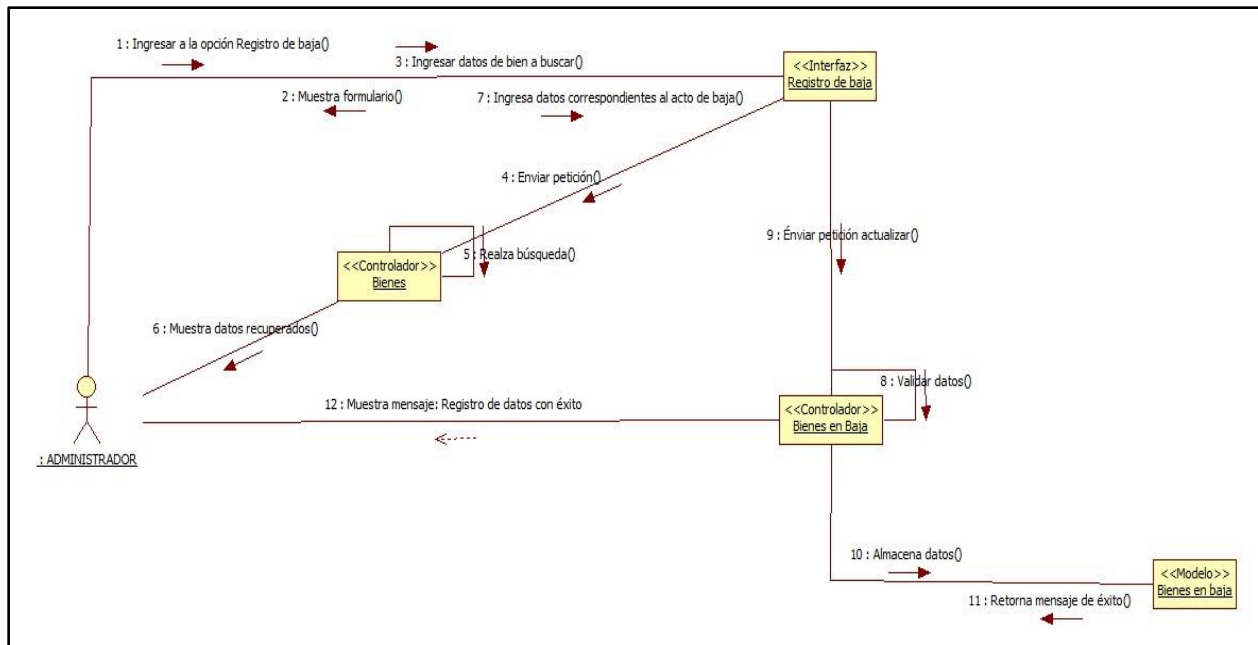 1 : Ingresar a la opción Registro de baja()
3 : Ingresar datos de bien a buscar()
<<Interfaz>>
Registro de baja
2 : Muestra formulario()
7 : Ingresa datos correspondientes al acto de baja()
4 : Enviar petición()
9 : Énviar petición actualizar()
5 : Realza búsqueda()
<<Controlador>>
Bienes
6 : Muestra datos recuperados()
8 : Validar datos()
12 : Muestra mensaje: Registro de datos con éxito
<<Controlador>>
Bienes en Baja
: ADMINISTRADOR
10 : Almacena datos()
<<Modelo>>
Bienes en baja
11 : Retorna mensaje de éxito()